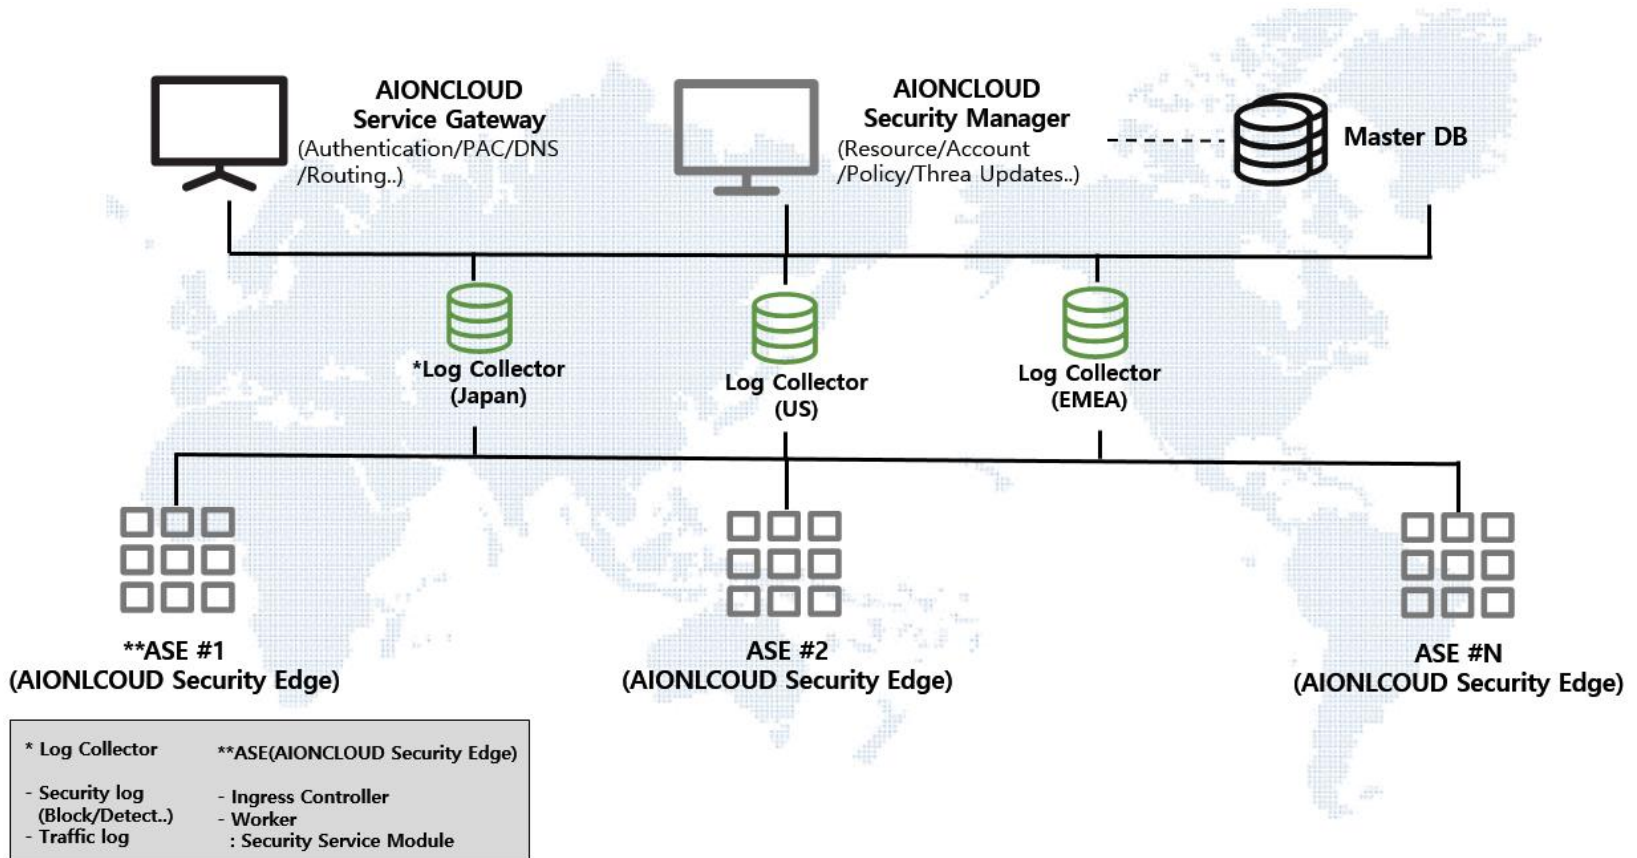 AIONCLOUD
Service Gateway
(Authentication/PAC/DNS
/Routing..)
AIONCLOUD
Security Manager
(Resource/Account
/Policy/Threa Updates..)
Master DB
*Log Collector
(Japan)
Log Collector
(US)
Log Collector
(EMEA)
**ASE #1
(AIONLCOUD Security Edge)
ASE #2
(AIONLCOUD Security Edge)
ASE #N
(AIONLCOUD Security Edge)
* Log Collector
- Security log
(Block/Detect..)
- Traffic log
**ASE(AIONCLOUD Security Edge)
- Ingress Controller
- Worker
: Security Service Module